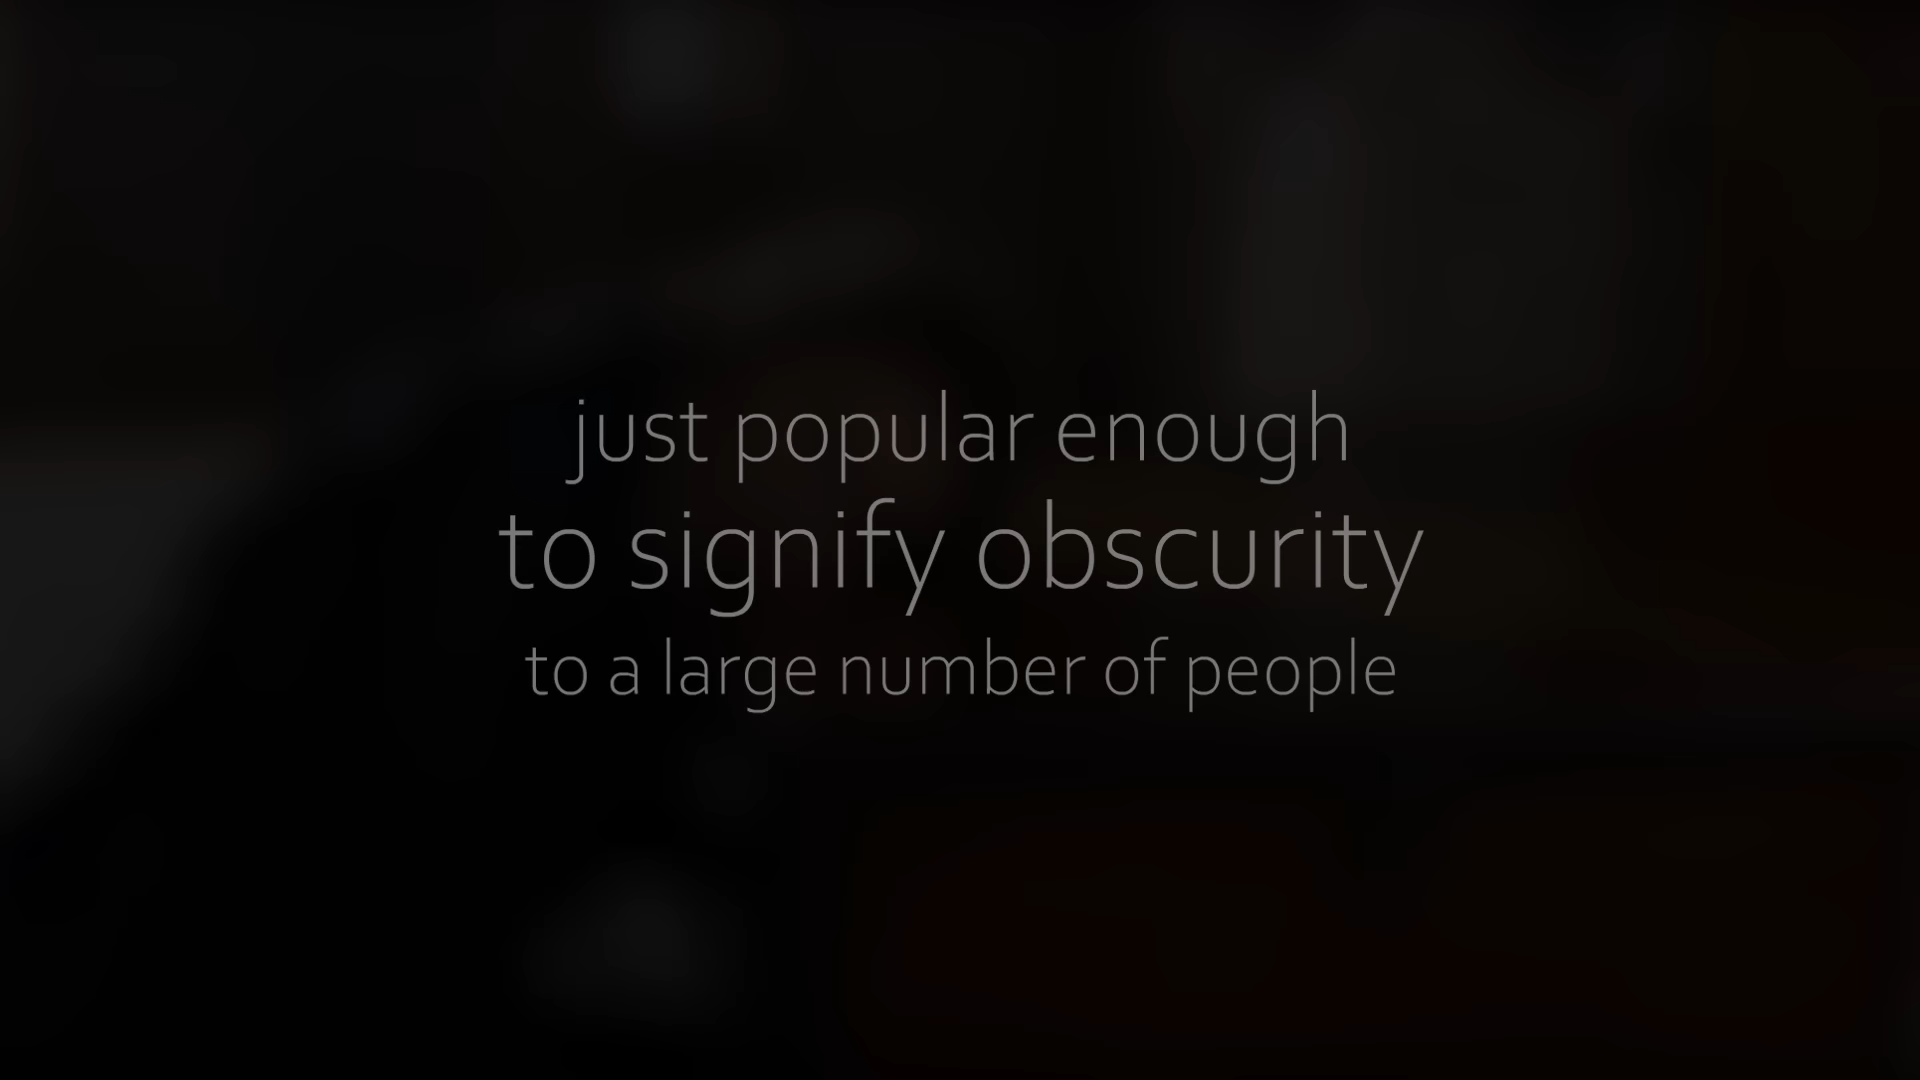 just popular enough
to signify obscurity
to a large number of people